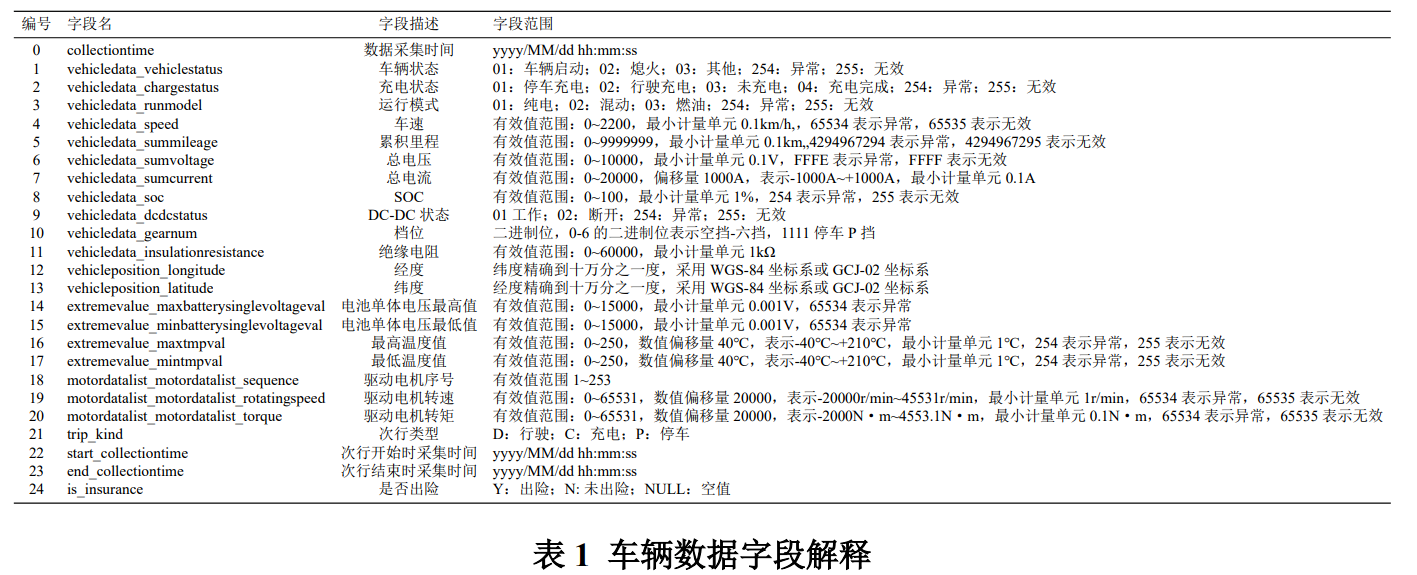 编号 字段名 字段描述 字段范围
0 collectiontime 数据采集时间 yyyy/MM/dd hh:mm:ss
1 vehicledata_vehiclestatus 车辆状态 01：车辆启动；02：熄火；03：其他；254：异常；255：无效
2 vehicledata_chargestatus 充电状态 01：停车充电；02：行驶充电；03：未充电；04：充电完成；254：异常；255：无效
3 vehicledata_runmodel 运行模式 01：纯电；02：混动；03：燃油；254：异常；255：无效
4 vehicledata_speed 车速 有效值范围：0~2200，最小计量单元 0.1km/h,，65534 表示异常，65535 表示无效
5 vehicledata_summileage 累积里程 有效值范围：0~9999999，最小计量单元 0.1km,,4294967294 表示异常，4294967295 表示无效
6 vehicledata_sumvoltage 总电压 有效值范围：0~10000，最小计量单元 0.1V，FFFE 表示异常，FFFF 表示无效
7 vehicledata_sumcurrent 总电流 有效值范围：0~20000，偏移量 1000A，表示-1000A~+1000A，最小计量单元 0.1A
8 vehicledata_soc SOC 有效值范围：0~100，最小计量单元 1%，254 表示异常，255 表示无效
9 vehicledata_dcdcstatus DC-DC 状态 01 工作；02：断开；254：异常；255：无效
10 vehicledata_gearnum 档位 二进制位，0-6 的二进制位表示空挡-六挡，1111 停车 P 挡
11 vehicledata_insulationresistance 绝缘电阻 有效值范围：0~60000，最小计量单元 1kΩ
12 vehicleposition_longitude 经度 纬度精确到十万分之一度，采用 WGS-84 坐标系或 GCJ-02 坐标系
13 vehicleposition_latitude 纬度 经度精确到十万分之一度，采用 WGS-84 坐标系或 GCJ-02 坐标系
14 extremevalue_maxbatterysinglevoltageval 电池单体电压最高值 有效值范围：0~15000，最小计量单元 0.001V，65534 表示异常
15 extremevalue_minbatterysinglevoltageval 电池单体电压最低值 有效值范围：0~15000，最小计量单元 0.001V，65534 表示异常
16 extremevalue_maxtmpval 最高温度值 有效值范围：0~250，数值偏移量 40℃，表示-40℃~+210℃，最小计量单元 1℃，254 表示异常，255 表示无效
17 extremevalue_mintmpval 最低温度值 有效值范围：0~250，数值偏移量 40℃，表示-40℃~+210℃，最小计量单元 1℃，254 表示异常，255 表示无效
18 motordatalist_motordatalist_sequence 驱动电机序号 有效值范围 1~253
19 motordatalist_motordatalist_rotatingspeed 驱动电机转速 有效值范围：0~65531，数值偏移量 20000，表示-20000r/min~45531r/min，最小计量单元 1r/min，65534 表示异常，65535 表示无效
20 motordatalist_motordatalist_torque 驱动电机转矩 有效值范围：0~65531，数值偏移量 20000，表示-2000N·m~4553.1N·m，最小计量单元 0.1N·m，65534 表示异常，65535 表示无效
21 trip_kind 次行类型 D：行驶；C：充电；P：停车
22 start_collectiontime 次行开始时采集时间 yyyy/MM/dd hh:mm:ss
23 end_collectiontime 次行结束时采集时间 yyyy/MM/dd hh:mm:ss
24 is_insurance 是否出险 Y：出险；N: 未出险；NULL：空值
表 1 车辆数据字段解释